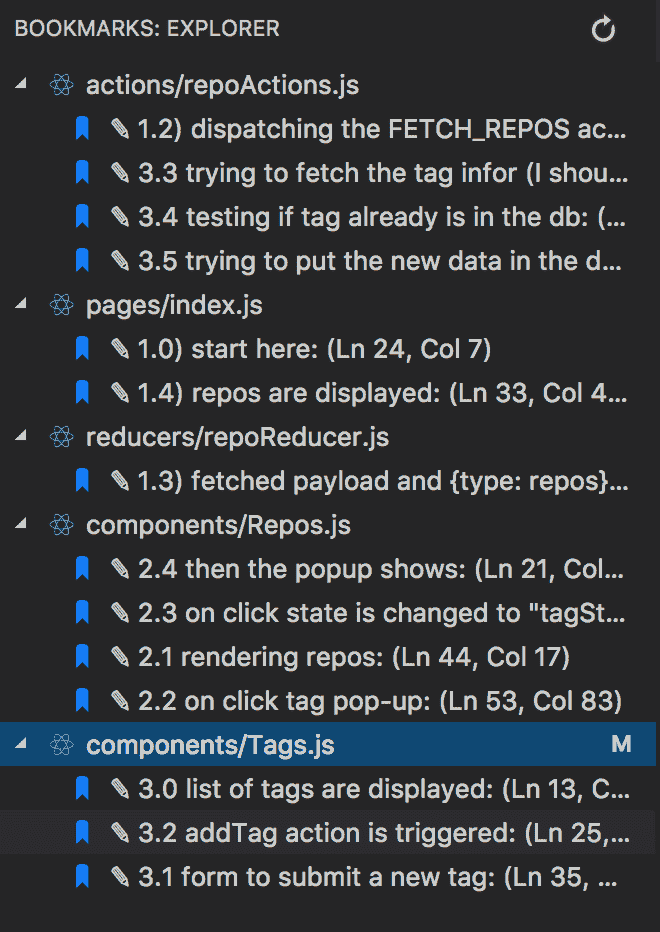 BOOKMARKS: EXPLORER
actions/repoActions.js
✎ 1.2) dispatching the FETCH_REPOS ac...
✎ 3.3 trying to fetch the tag infor (I shou...
✎ 3.4 testing if tag already is in the db: (...
✎ 3.5 trying to put the new data in the d...
pages/index.js
✎ 1.0) start here: (Ln 24, Col 7)
✎ 1.4) repos are displayed: (Ln 33, Col 4...
reducers/repoReducer.js
✎ 1.3) fetched payload and {type: repos}...
components/Repos.js
✎ 2.4 then the popup shows: (Ln 21, Col...
✎ 2.3 on click state is changed to "tagSt...
✎ 2.1 rendering repos: (Ln 44, Col 17)
✎ 2.2 on click tag pop-up: (Ln 53, Col 83)
components/Tags.js M
✎ 3.0 list of tags are displayed: (Ln 13, C...
✎ 3.2 addTag action is triggered: (Ln 25,...
✎ 3.1 form to submit a new tag: (Ln 35, ...